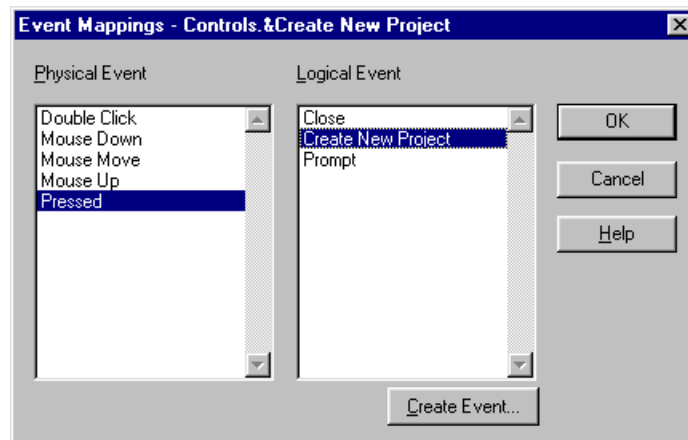 Event Mappings - Controls.&Create New Project
Physical Event
Logical Event
Double Click
Mouse Down
Mouse Move
Mouse Up
Pressed
Close
Create New Project
Prompt
OK
Cancel
Help
Create Event...